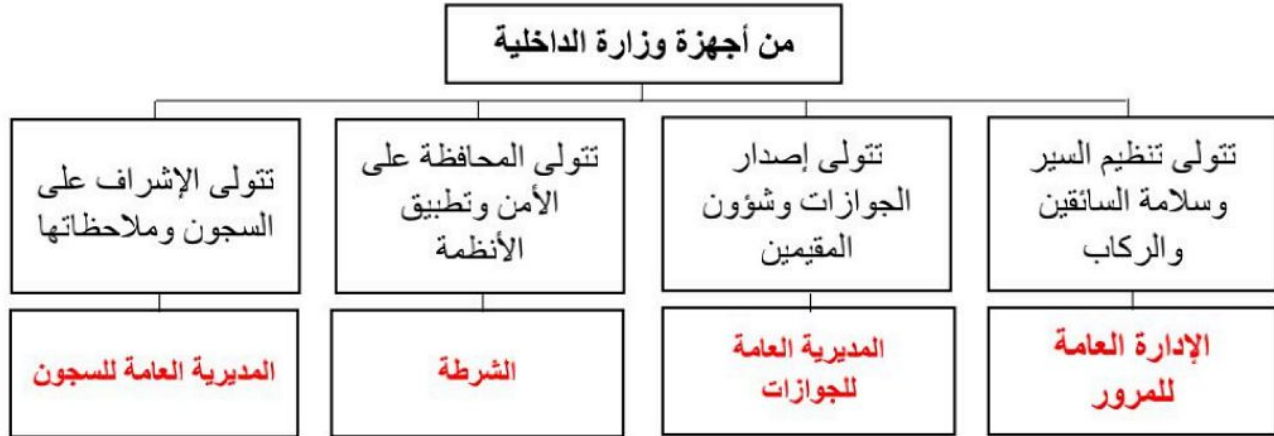 من أجهزة وزارة الداخلية
تتولى تنظيم السير
وسلامة السائقين
والركاب
تتولى إصدار
الجوازات وشؤون
المقيمين
تتولى المحافظة على
الأمن وتطبيق
الأنظمة
تتولى الإشراف على
السجون وملاحظاتها
الإدارة العامة
للمرور
المديرية العامة
للجوازات
الشرطة
المديرية العامة للسجون